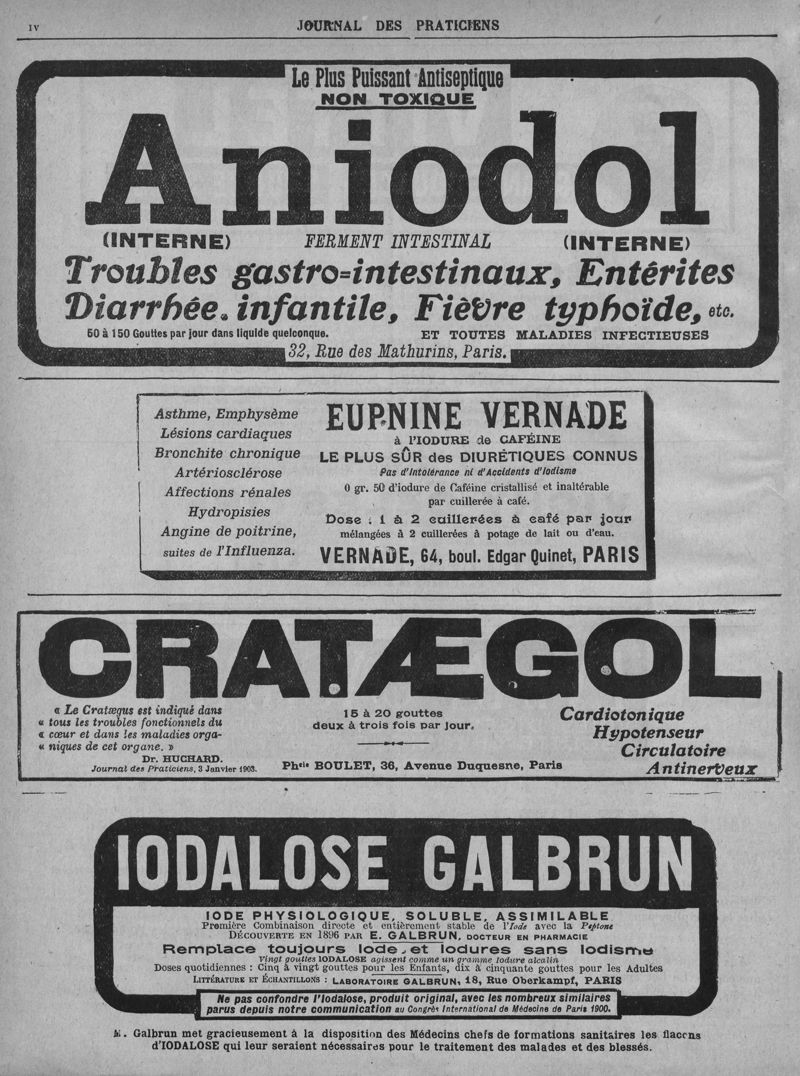 IV
JOURNAL DES PRATICIENS
Le Plus Puissant Antiseptique
NON TOXIQUE
Aniodol
(INTERNE) FERMENT INTESTINAL (INTERNE)
Troubles gastro=intestinaux, Entérites
Diarrhée infantile, Fièvre typhoïde, etc.
50 à 150 Gouttes par jour dans liquide quelconque. ET TOUTES MALADIES INFECTIEUSES
32, Rue des Mathurins, Paris.
Asthme, Emphysème
Lésions cardiaques
Bronchite chronique
Artériosclérose
Affections rénales
Hydropisies
Angine de poitrine,
suites de l'Influenza.
EUPNINE VERNADE
à l'IODURE de CAFÉINE
LE PLUS SÛR des DIURÉTIQUES CONNUS
Pas d'Intolérance ni d'Accidents d'Iodisme
0 gr. 50 d'iodure de Caféine cristallisé et inaltérable
par cuillerée à café.
Dose : 1 à 2 cuillerées à café par jour
mélangées à 2 cuillerées à potage de lait ou d'eau.
VERNADE, 64, boul. Edgar Quinet, PARIS
CRATÆGOL
« Le Cratægus est indiqué dans
« tous les troubles fonctionnels du
« cœur et dans les maladies orga-
« niques de cet organe. »
Dr. HUCHARD.
Journal des Praticiens, 3 Janvier 1903.
15 à 20 gouttes
deux à trois fois par jour.
Phcie BOULET, 36, Avenue Duquesne, Paris
Cardiotonique
Hypotenseur
Circulatoire
Antinerveux
IODALOSE GALBRUN
IODE PHYSIOLOGIQUE, SOLUBLE, ASSIMILABLE
Première Combinaison directe et entièrement stable de l'Iode avec la Peptone
DÉCOUVERTE EN 1896 PAR E. GALBRUN, DOCTEUR EN PHARMACIE
Remplace toujours Iode et Iodures sans Iodisme
Vingt gouttes IODALOSE agissent comme un gramme Iodure alcalin
Doses quotidiennes : Cinq à vingt gouttes pour les Enfants, dix à cinquante gouttes pour les Adultes
LITTÉRATURE ET ÉCHANTILLONS : LABORATOIRE GALBRUN, 18, Rue Oberkampf, PARIS
Ne pas confondre l'Iodalose, produit original, avec les nombreux similaires
parus depuis notre communication au Congrès International de Médecine de Paris 1900.
M. Galbrun met gracieusement à la disposition des Médecins chefs de formations sanitaires les flacons
d'IODALOSE qui leur seraient nécessaires pour le traitement des malades et des blessés.